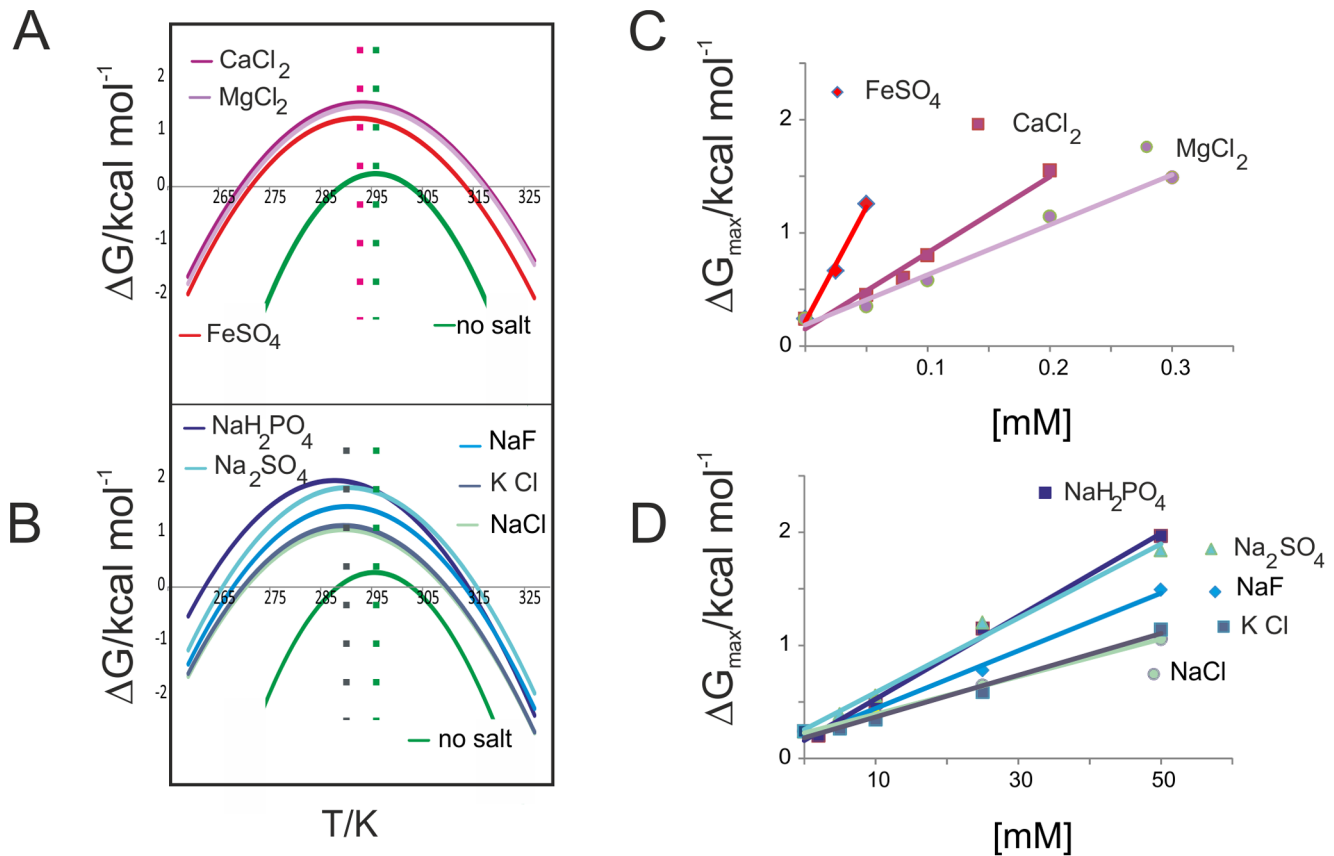 A
ΔG/kcal mol-1
CaCl2
MgCl2
2
1
0
-1
-2
265 275 285 295 305 315 325
FeSO4
no salt
B
ΔG/kcal mol-1
NaH2PO4
Na2SO4
NaF
K Cl
NaCl
2
1
0
-1
-2
265 275 285 295 305 315 325
no salt
T/K
C
ΔGmax/kcal mol-1
FeSO4
CaCl2
MgCl2
2
1
0
0.1 0.2 0.3
[mM]
D
ΔGmax/kcal mol-1
NaH2PO4
Na2SO4
NaF
K Cl
NaCl
2
1
0
10 30 50
[mM]